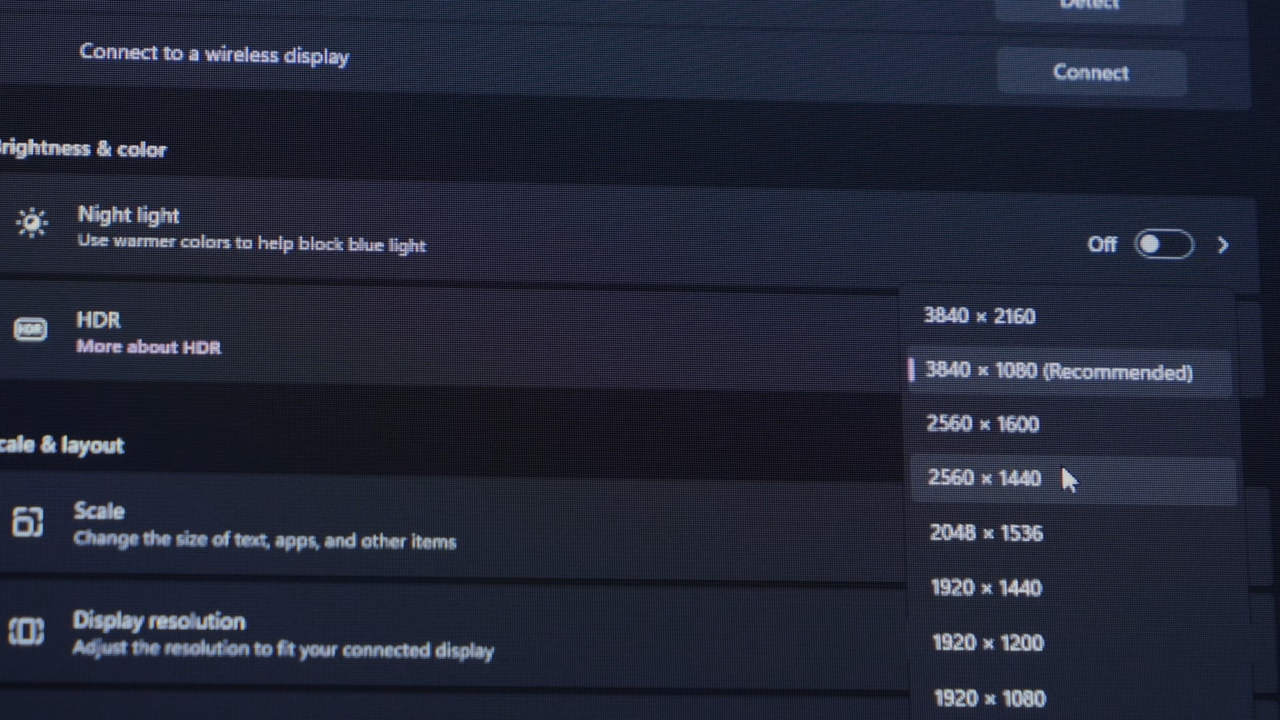 Detect
Connect to a wireless display
Connect
Brightness & color
Night light
Use warmer colors to help block blue light
Off
HDR
HDR
More about HDR
3840 × 2160
3840 × 1080 (Recommended)
2560 × 1600
2560 × 1440
2048 × 1536
1920 × 1440
1920 × 1200
1920 × 1080
cale & layout
Scale
Change the size of text, apps, and other items
Display resolution
Adjust the resolution to fit your connected display